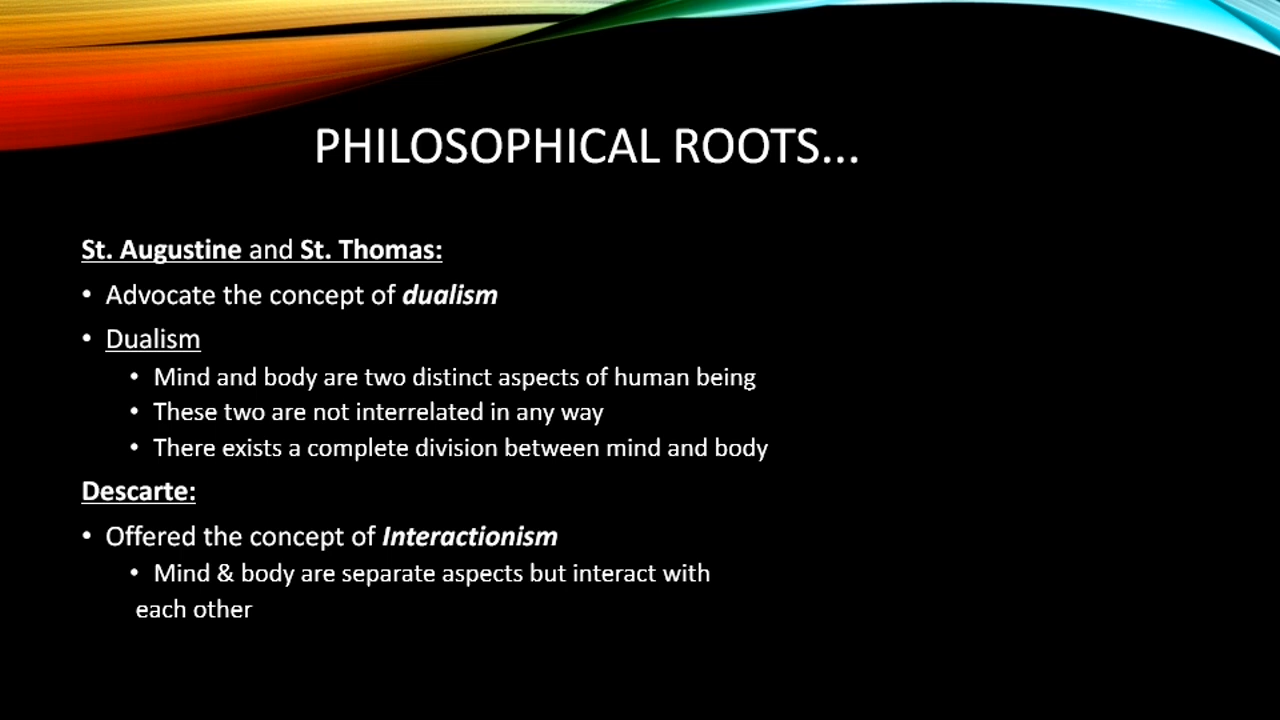 PHILOSOPHICAL ROOTS...
St. Augustine and St. Thomas:
• Advocate the concept of dualism
• Dualism
• Mind and body are two distinct aspects of human being
• These two are not interrelated in any way
• There exists a complete division between mind and body
Descarte:
• Offered the concept of Interactionism
• Mind & body are separate aspects but interact with
each other